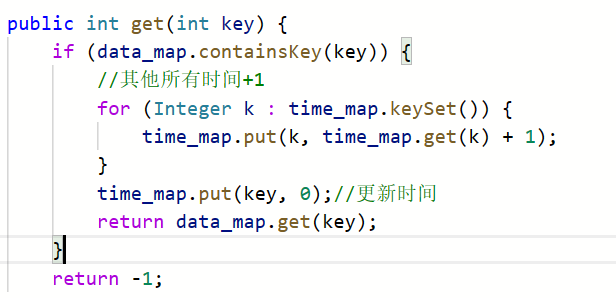 public int get(int key) {
if (data_map.containsKey(key)) {
//其他所有时间+1
for (Integer k : time_map.keySet()) {
time_map.put(k, time_map.get(k) + 1);
}
time_map.put(key, 0);//更新时间
return data_map.get(key);
}
return -1;